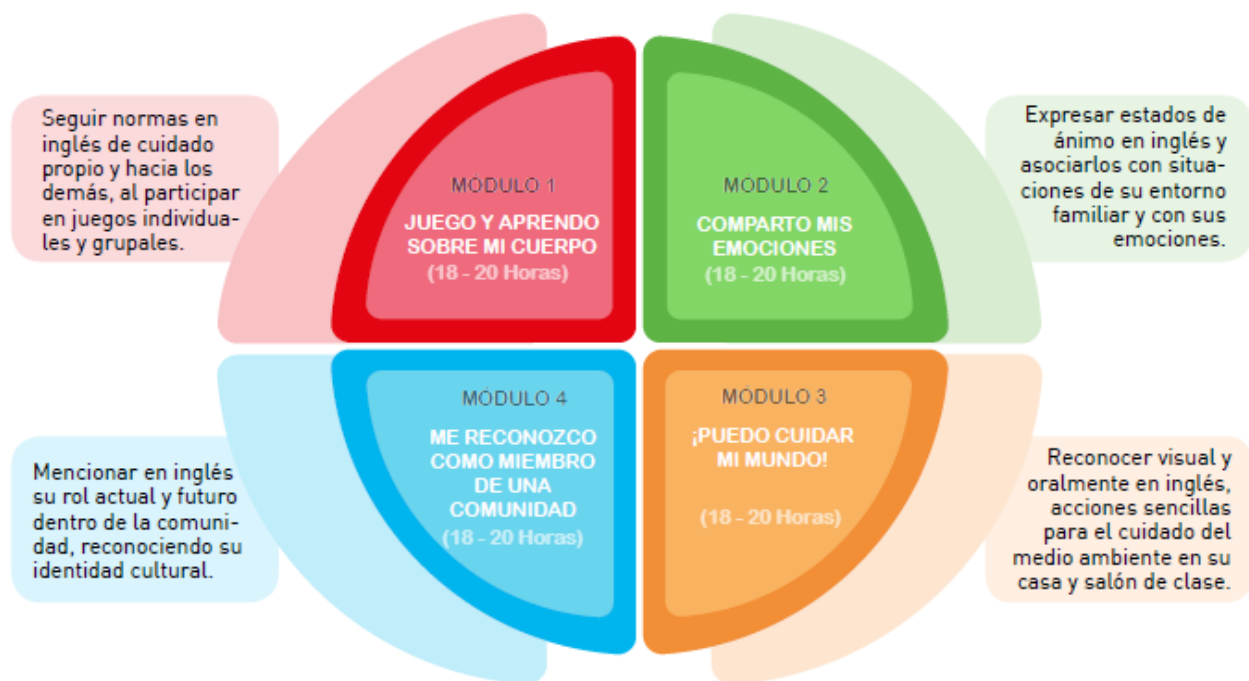 Seguir normas en
inglés de cuidado
propio y hacia los
demás, al participar
en juegos individua-
les y grupales.
MÓDULO 1
JUEGO Y APRENDO
SOBRE MI CUERPO
(18 - 20 Horas)
MÓDULO 2
COMPARTO MIS
EMOCIONES
(18 - 20 Horas)
Expresar estados de
ánimo en inglés y
asociarlos con situa-
ciones de su entorno
familiar y con sus
emociones.
Mencionar en inglés
su rol actual y futuro
dentro de la comuni-
dad, reconociendo su
identidad cultural.
MÓDULO 4
ME RECONOZCO
COMO MIEMBRO
DE UNA
COMUNIDAD
(18 - 20 Horas)
MÓDULO 3
¡PUEDO CUIDAR
MI MUNDO!
(18 - 20 Horas)
Reconocer visual y
oralmente en inglés,
acciones sencillas
para el cuidado del
medio ambiente en su
casa y salón de clase.